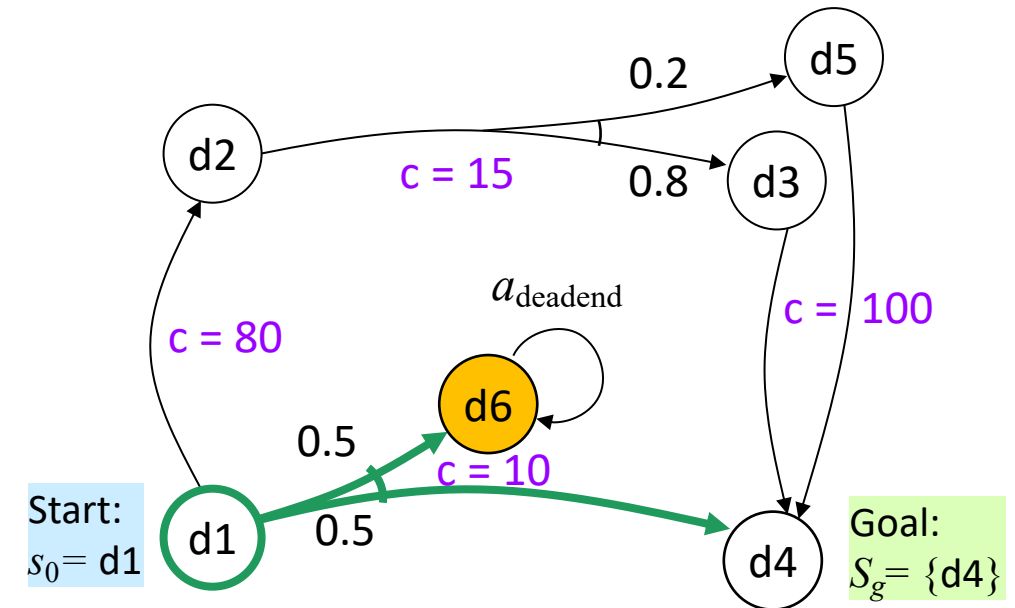 d5
0.2
d2
c = 15
0.8
d3
a_deadend
c = 100
c = 80
d6
0.5
c = 10
Start:
s₀= d1
d1
0.5
d4
Goal:
S_g= {d4}